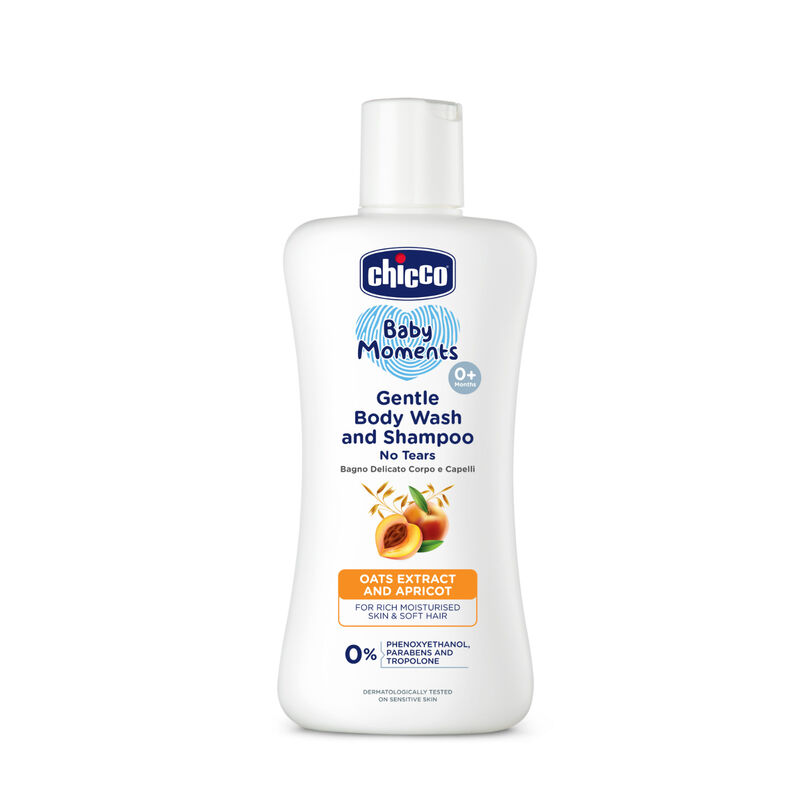 chicco
Baby
Moments
0+
Months
Gentle
Body Wash
and Shampoo
No Tears
Bagno Delicato Corpo e Capelli
OATS EXTRACT
AND APRICOT
FOR RICH MOISTURISED
SKIN & SOFT HAIR
0% PHENOXYETHANOL,
PARABENS AND
TROPOLONE
DERMATOLOGICALLY TESTED
ON SENSITIVE SKIN